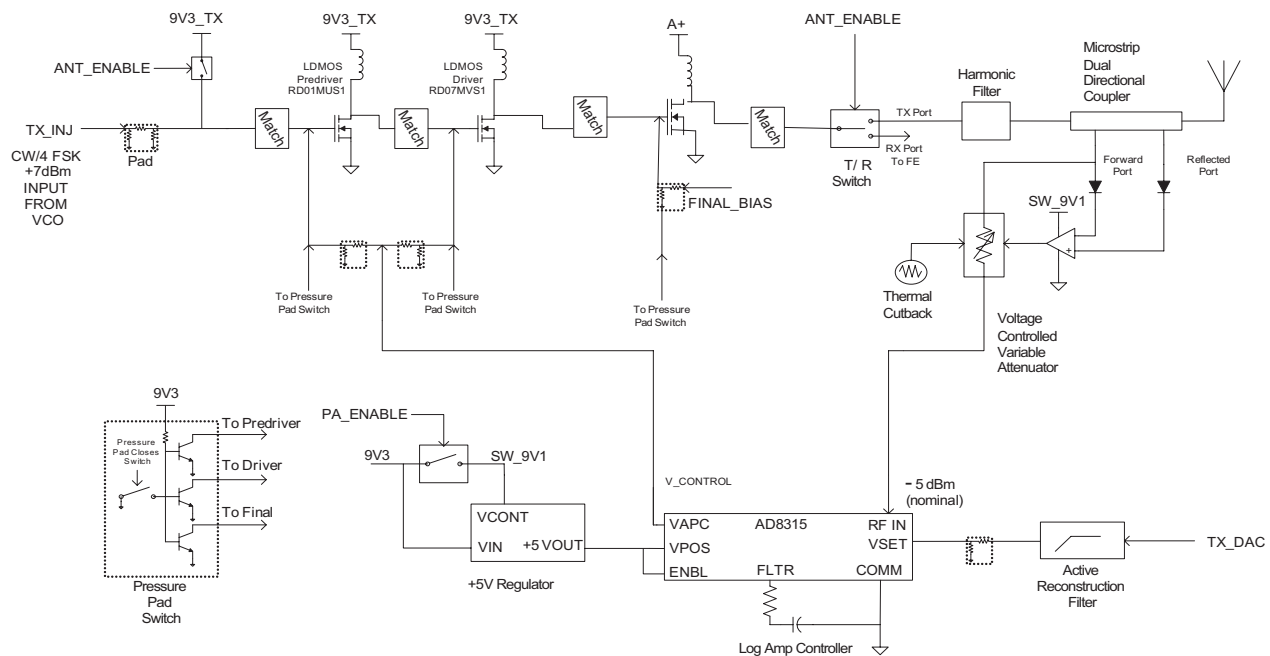 9V3_TX
9V3_TX
9V3_TX
A+
ANT_ENABLE
ANT_ENABLE
LDMOS
Predriver
RD01MUS1
LDMOS
Driver
RD07MVS1
Microstrip
Dual
Directional
Coupler
Harmonic
Filter
TX_INJ
CW/4 FSK
+7dBm
INPUT
FROM
VCO
Pad
Match
Match
Match
Match
TX Port
RX Port
To FE
T/ R
Switch
Forward
Port
Reflected
Port
FINAL_BIAS
SW_9V1
+
Thermal
Cutback
Voltage
Controlled
Variable
Attenuator
To Pressure
Pad Switch
To Pressure
Pad Switch
To Pressure
Pad Switch
9V3
Pressure
Pad Closes
Switch
To Predriver
To Driver
To Final
Pressure
Pad
Switch
PA_ENABLE
9V3
SW_9V1
VCONT
VIN
+5 VOUT
+5V Regulator
V_CONTROL
- 5 dBm
(nominal)
VAPC
AD8315
RF IN
VPOS
VSET
ENBL
FLTR
COMM
Log Amp Controller
TX_DAC
Active
Reconstruction
Filter